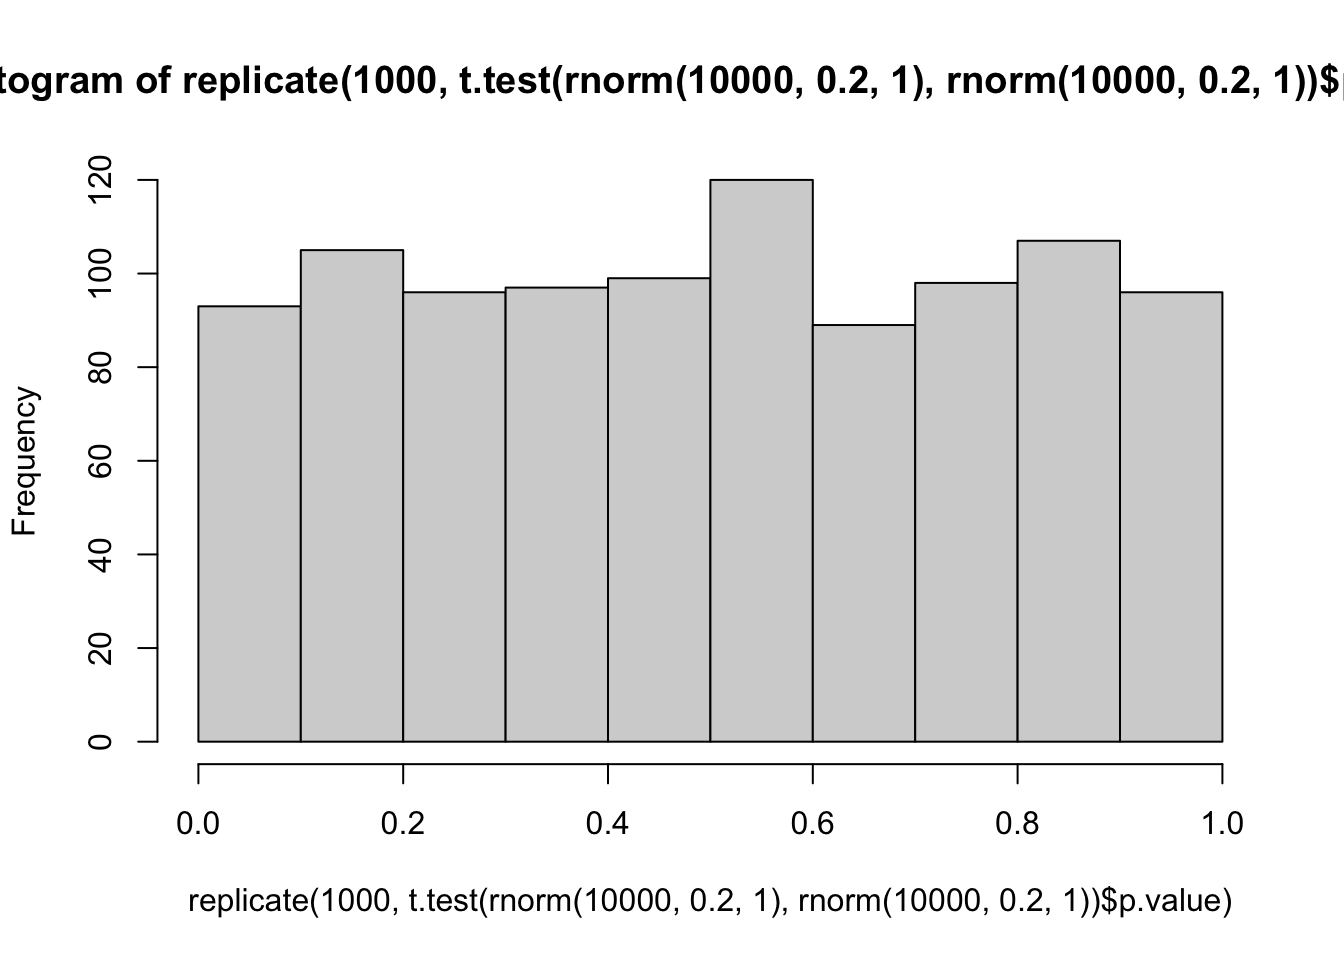 togram of replicate(1000, t.test(rnorm(10000, 0.2, 1), rnorm(10000, 0.2, 1))$p
Frequency
120
100
80
60
40
20
0
0.0 0.2 0.4 0.6 0.8 1.0
replicate(1000, t.test(rnorm(10000, 0.2, 1), rnorm(10000, 0.2, 1))$p.value)